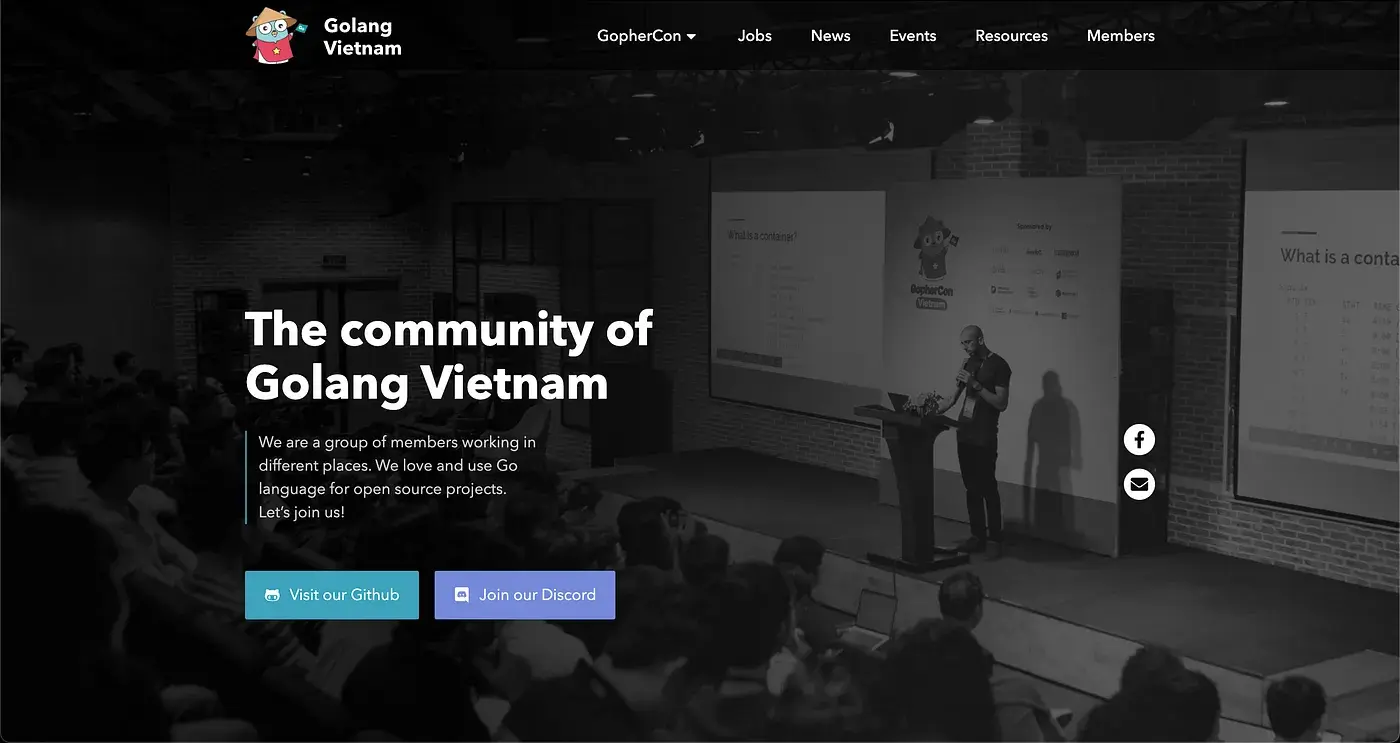 Golang
Vietnam
GopherCon
Jobs
News
Events
Resources
Members
What is a container?
Sponsored by
GopherCon
Vietnam
What is a conta
The community of
Golang Vietnam
We are a group of members working in
different places. We love and use Go
language for open source projects.
Let’s join us!
Visit our Github
Join our Discord